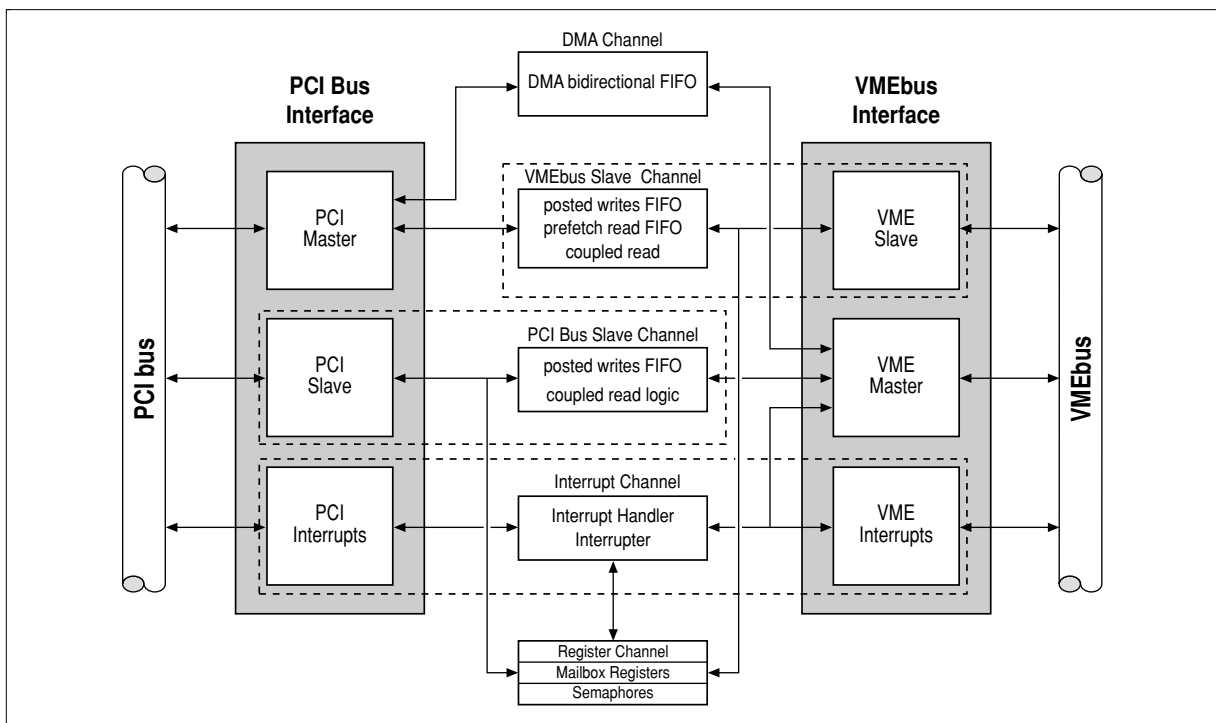 DMA Channel
DMA bidirectional FIFO
PCI Bus
Interface
VMEbus
Interface
VMEbus Slave Channel
PCI
Master
posted writes FIFO
prefetch read FIFO
coupled read
VME
Slave
PCI bus
PCI Bus Slave Channel
PCI
Slave
posted writes FIFO
coupled read logic
VME
Master
VMEbus
Interrupt Channel
PCI
Interrupts
Interrupt Handler
Interrupter
VME
Interrupts
Register Channel
Mailbox Registers
Semaphores